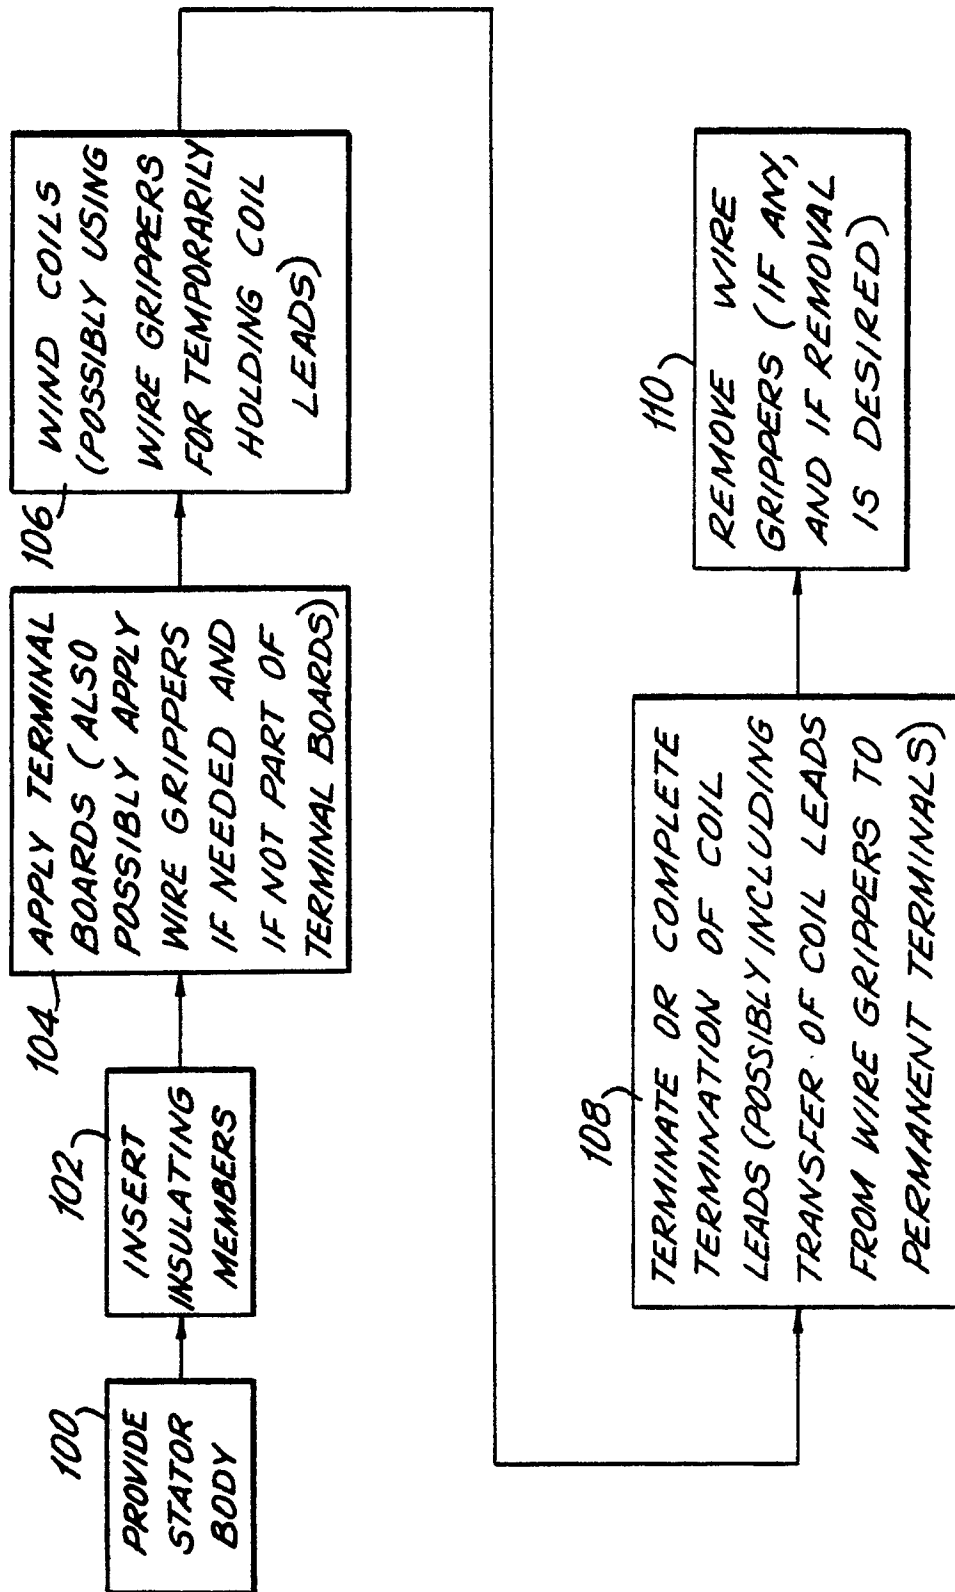 100
PROVIDE
STATOR
BODY
102
INSERT
INSULATING
MEMBERS
104
APPLY TERMINAL
BOARDS (ALSO
POSSIBLY APPLY
WIRE GRIPPERS
IF NEEDED AND
IF NOT PART OF
TERMINAL BOARDS)
106
WIND COILS
(POSSIBLY USING
WIRE GRIPPERS
FOR TEMPORARILY
HOLDING COIL
LEADS)
108
TERMINATE OR COMPLETE
TERMINATION OF COIL
LEADS (POSSIBLY INCLUDING
TRANSFER OF COIL LEADS
FROM WIRE GRIPPERS TO
PERMANENT TERMINALS)
110
REMOVE WIRE
GRIPPERS (IF ANY,
AND IF REMOVAL
IS DESIRED)